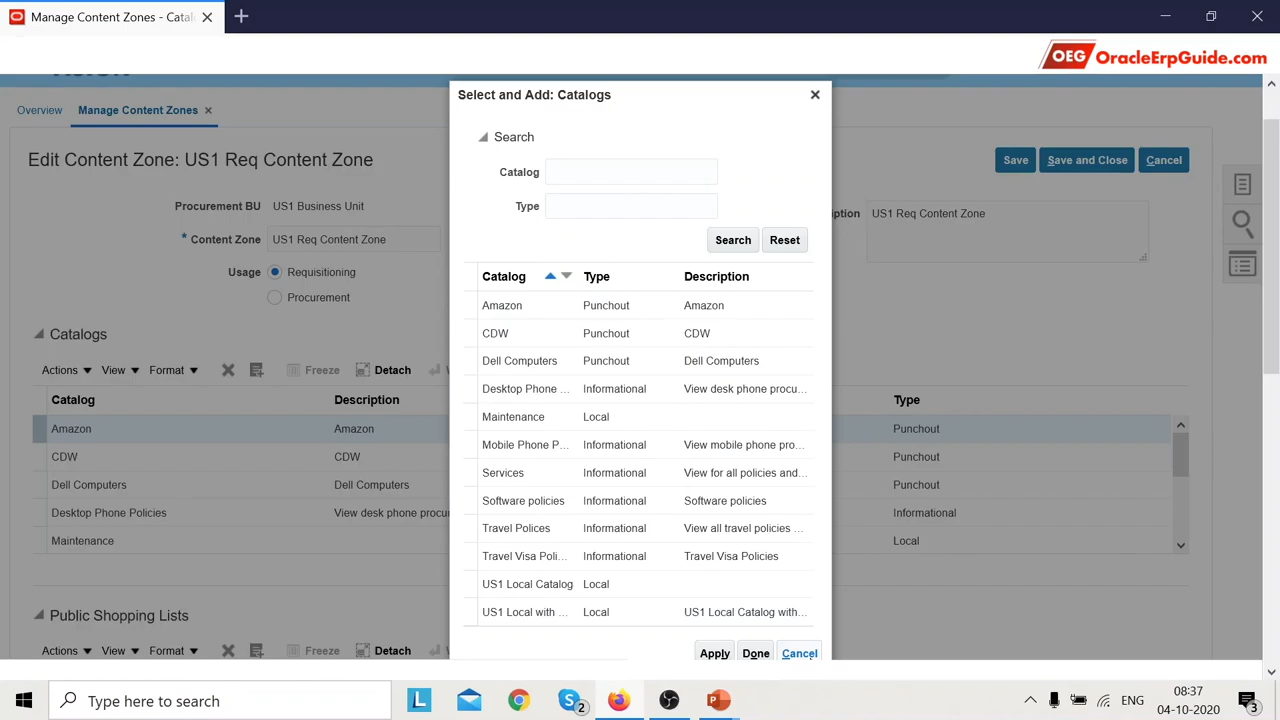 Manage Content Zones - Catal
OEG OracleErpGuide.com
Overview Manage Content Zones
Edit Content Zone: US1 Req Content Zone
Save Save and Close Cancel
Procurement BU US1 Business Unit
* Content Zone US1 Req Content Zone
iption US1 Req Content Zone
Usage Requisitioning
Procurement
Catalogs
Actions View Format Freeze Detach
Catalog Description Type
Amazon Amazon Punchout
CDW CDW Punchout
Dell Computers Dell Computers Punchout
Desktop Phone Policies View desk phone procu Informational
Maintenance Local
Public Shopping Lists
Actions View Format Freeze Detach
Select and Add: Catalogs
Search
Catalog
Type
Search Reset
Catalog Type Description
Amazon Punchout Amazon
CDW Punchout CDW
Dell Computers Punchout Dell Computers
Desktop Phone ... Informational View desk phone procu...
Maintenance Local
Mobile Phone P... Informational View mobile phone pro...
Services Informational View for all policies and...
Software policies Informational Software policies
Travel Polices Informational View all travel policies ...
Travel Visa Poli... Informational Travel Visa Policies
US1 Local Catalog Local
US1 Local with ... Local US1 Local Catalog with...
Apply Done Cancel
Type here to search
L
2
ENG
08:37
04-10-2020
3